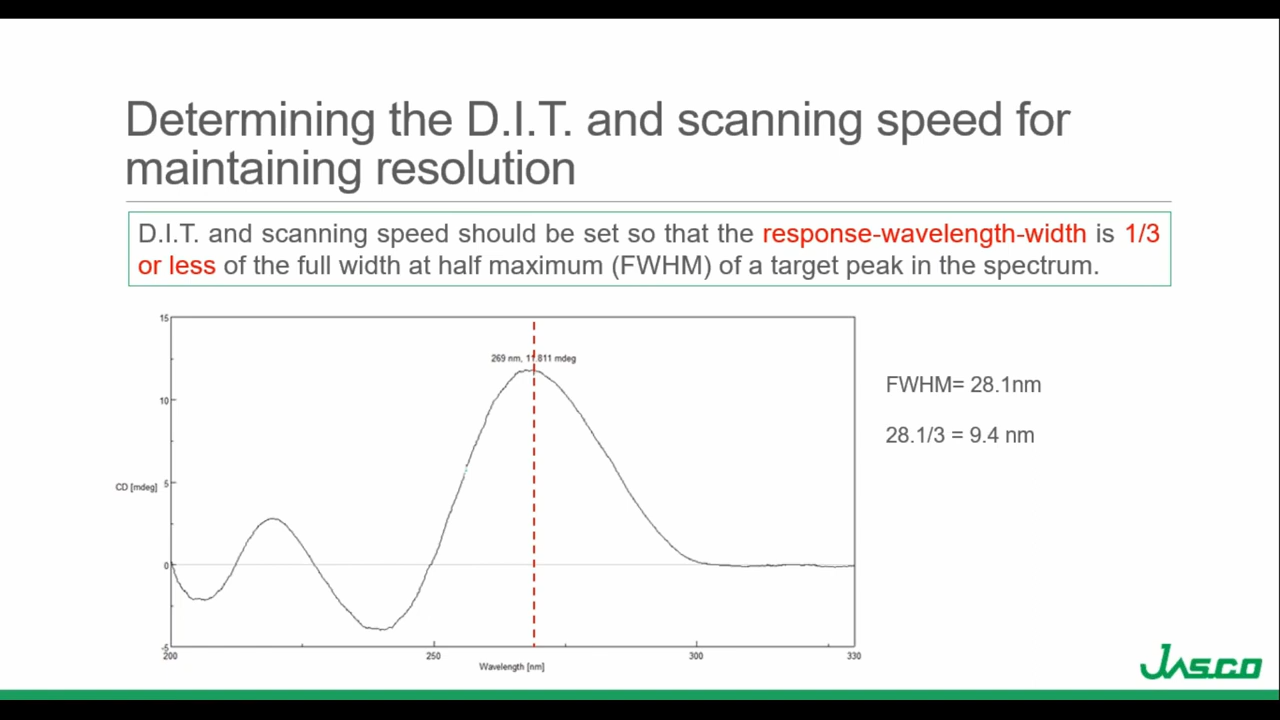 Determining the D.I.T. and scanning speed for
maintaining resolution
D.I.T. and scanning speed should be set so that the response-wavelength-width is 1/3
or less of the full width at half maximum (FWHM) of a target peak in the spectrum.
15
269 nm, 11.811 mdeg
10
CD [mdeg]
5
0
-5
200
250
300
330
Wavelength [nm]
FWHM= 28.1nm
28.1/3 = 9.4 nm
Jasco